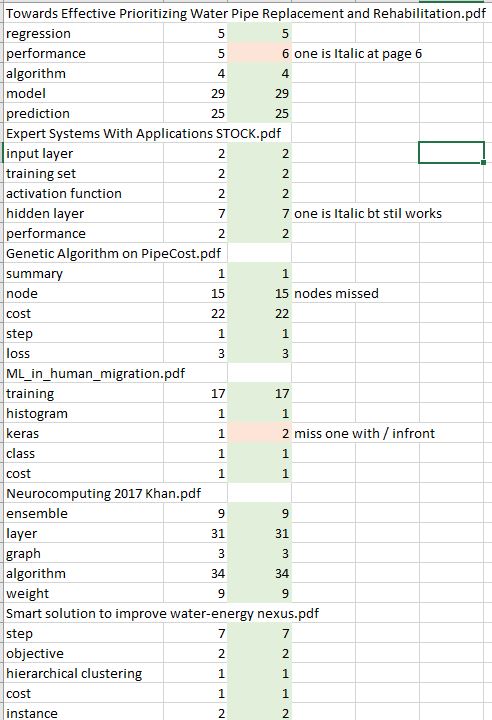 Towards Effective Prioritizing Water Pipe Replacement and Rehabilitation.pdf
regression 5 5
performance 5 6 one is Italic at page 6
algorithm 4 4
model 29 29
prediction 25 25
Expert Systems With Applications STOCK.pdf
input layer 2 2
training set 2 2
activation function 2 2
hidden layer 7 7 one is Italic bt stil works
performance 2 2
Genetic Algorithm on PipeCost.pdf
summary 1 1
node 15 15 nodes missed
cost 22 22
step 1 1
loss 3 3
ML_in_human_migration.pdf
training 17 17
histogram 1 1
keras 1 2 miss one with / infront
class 1 1
cost 1 1
Neurocomputing 2017 Khan.pdf
ensemble 9 9
layer 31 31
graph 3 3
algorithm 34 34
weight 9 9
Smart solution to improve water-energy nexus.pdf
step 7 7
objective 2 2
hierarchical clustering 1 1
cost 1 1
instance 2 2